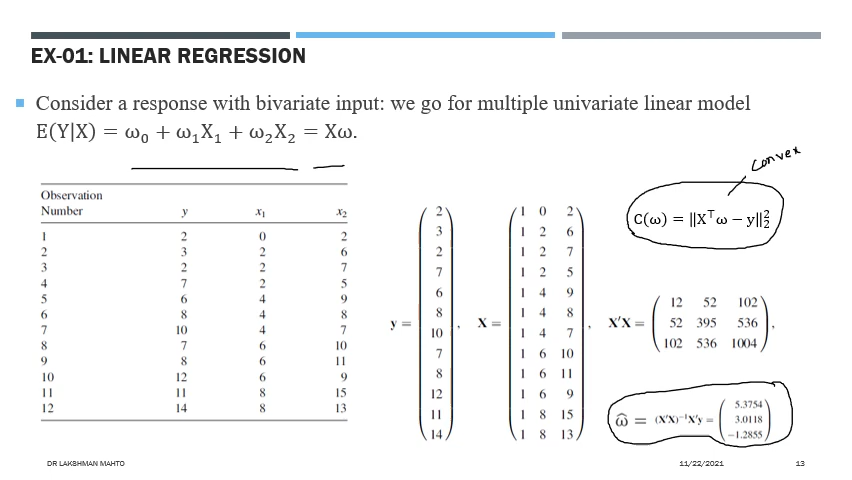 EX-01: LINEAR REGRESSION
Consider a response with bivariate input: we go for multiple univariate linear model
E(Y|X) = ω₀ + ω₁X₁ + ω₂X₂ = Xω.
Convex
Observation
Number y x₁ x₂
1 2 0 2
2 3 2 6
3 2 2 7
4 7 2 5
5 6 4 9
6 8 4 8
7 10 4 7
8 7 6 10
9 8 6 11
10 12 6 9
11 11 8 15
12 14 8 13
y =
2
3
2
7
6
8
10
7
8
12
11
14
,
X =
1 0 2
1 2 6
1 2 7
1 2 5
1 4 9
1 4 8
1 4 7
1 6 10
1 6 11
1 6 9
1 8 15
1 8 13
,
C(ω) = ||Xᵀω − y||₂²
X'X =
12 52 102
52 395 536
102 536 1004
,
ω̂ = (X'X)⁻¹X'y =
5.3754
3.0118
−1.2855
DR LAKSHMAN MAHTO
11/22/2021
13